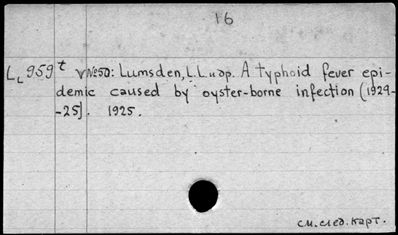 16
L L 959 t
v №50: Lumsden, L.L. и др. A typhoid fever epi-
demic caused by oyster-borne infection (1924-
-25). 1925.
см. след. карт.